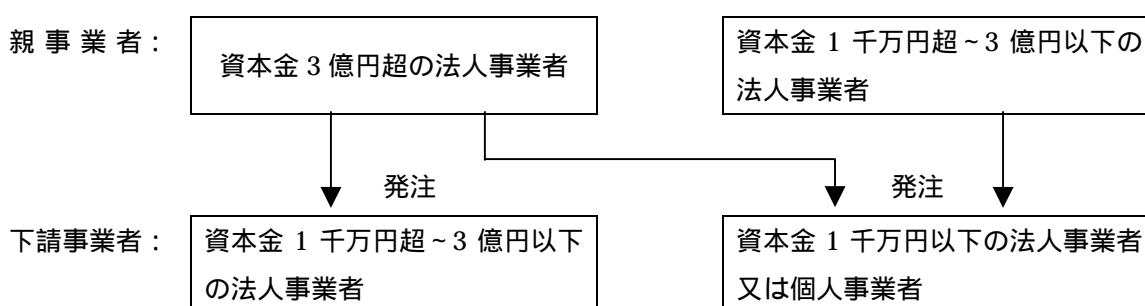 親事業者：
資本金 3 億円超の法人事業者
資本金 1 千万円超~3 億円以下の
法人事業者
発注
発注
下請事業者：
資本金 1 千万円超~3 億円以下
の法人事業者
資本金 1 千万円以下の法人事業者
又は個人事業者